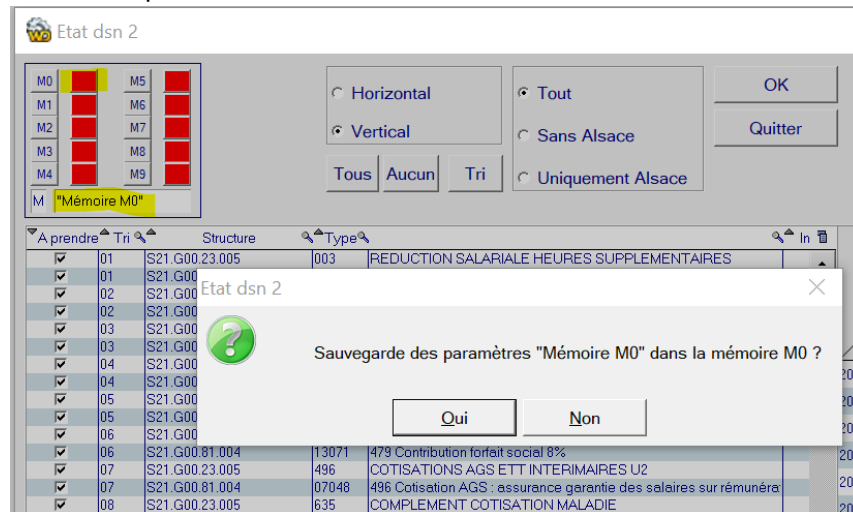 Etat dsn 2
M0 M5
M1 M6
M2 M7
M3 M8
M4 M9
M "Mémoire M0"
Horizontal
Vertical
Tous Aucun Tri
Tout
Sans Alsace
Uniquement Alsace
OK
Quitter
A prendre Tri Structure Type In
01 S21.G00.23.005 003 REDUCTION SALARIALE HEURES SUPPLEMENTAIRES
01 S21.G00
02 S21.G00
02 S21.G00
03 S21.G00
03 S21.G00
04 S21.G00
04 S21.G00
05 S21.G00
05 S21.G00
06 S21.G00
06 S21.G00.81.004 13071 479 Contribution forfait social 8%
07 S21.G00.23.005 496 COTISATIONS AGS ETT INTERIMAIRES U2
07 S21.G00.81.004 07048 496 Cotisation AGS : assurance garantie des salaires sur rémunéra
08 S21.G00.23.005 635 COMPLEMENT COTISATION MALADIE
Etat dsn 2
Sauvegarde des paramètres "Mémoire M0" dans la mémoire M0 ?
Oui Non
20
20
20
20
20
20